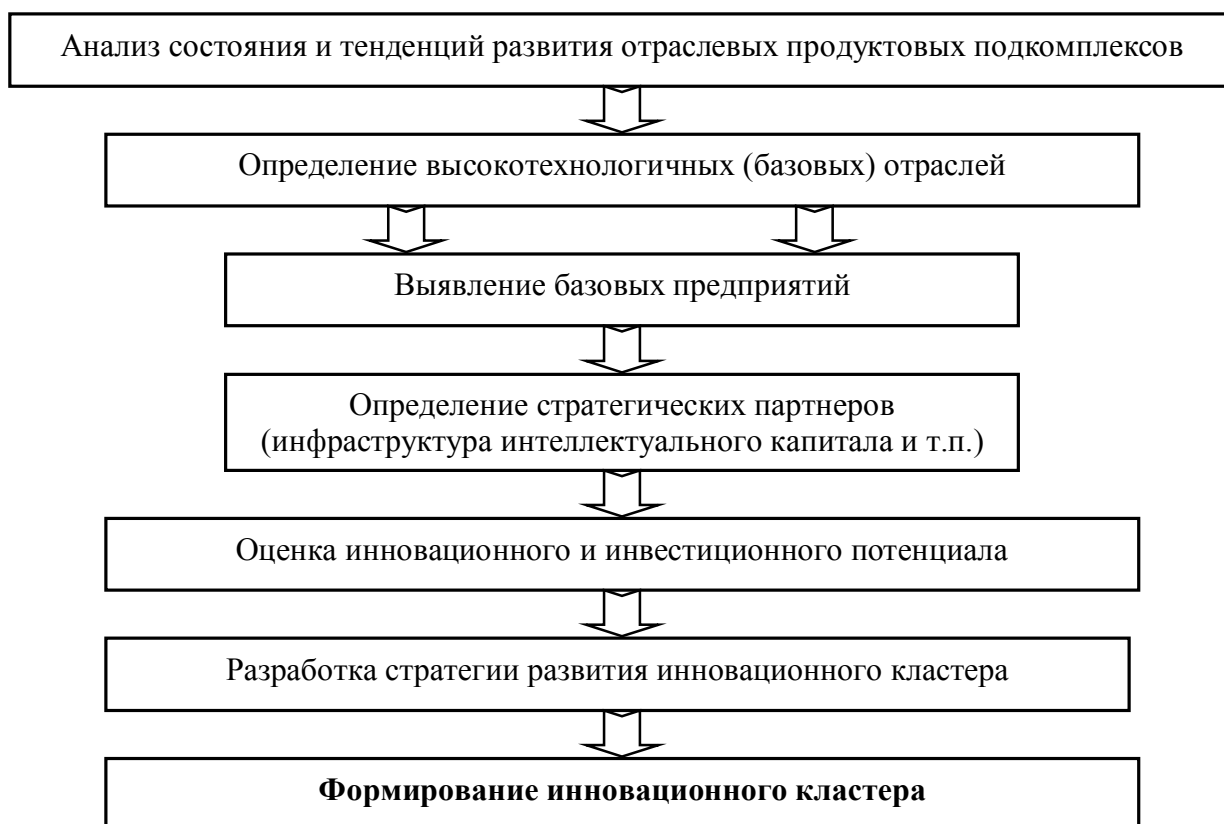 Анализ состояния и тенденций развития отраслевых продуктовых подкомплексов
Определение высокотехнологичных (базовых) отраслей
Выявление базовых предприятий
Определение стратегических партнеров
(инфраструктура интеллектуального капитала и т.п.)
Оценка инновационного и инвестиционного потенциала
Разработка стратегии развития инновационного кластера
Формирование инновационного кластера